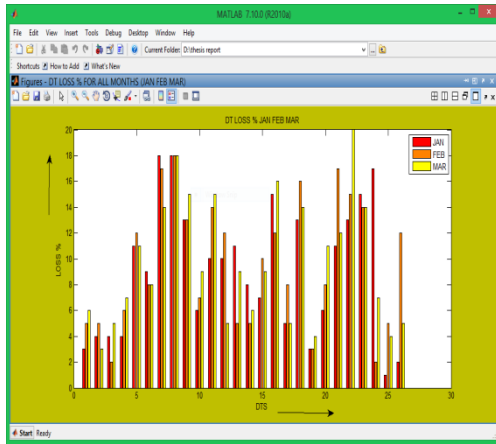 MATLAB 7.10.0 (R2010a)
File Edit View Insert Tools Debug Desktop Window Help
Current Folder: D:\thesis report
Shortcuts How to Add What's New
Figures - DT LOSS % FOR ALL MONTHS (JAN FEB MAR)
DT LOSS % JAN FEB MAR
JAN
FEB
MAR
20
18
16
14
12
10
8
6
4
2
0
LOSS %
0 5 10 15 20 25 30
DTS
Start Ready